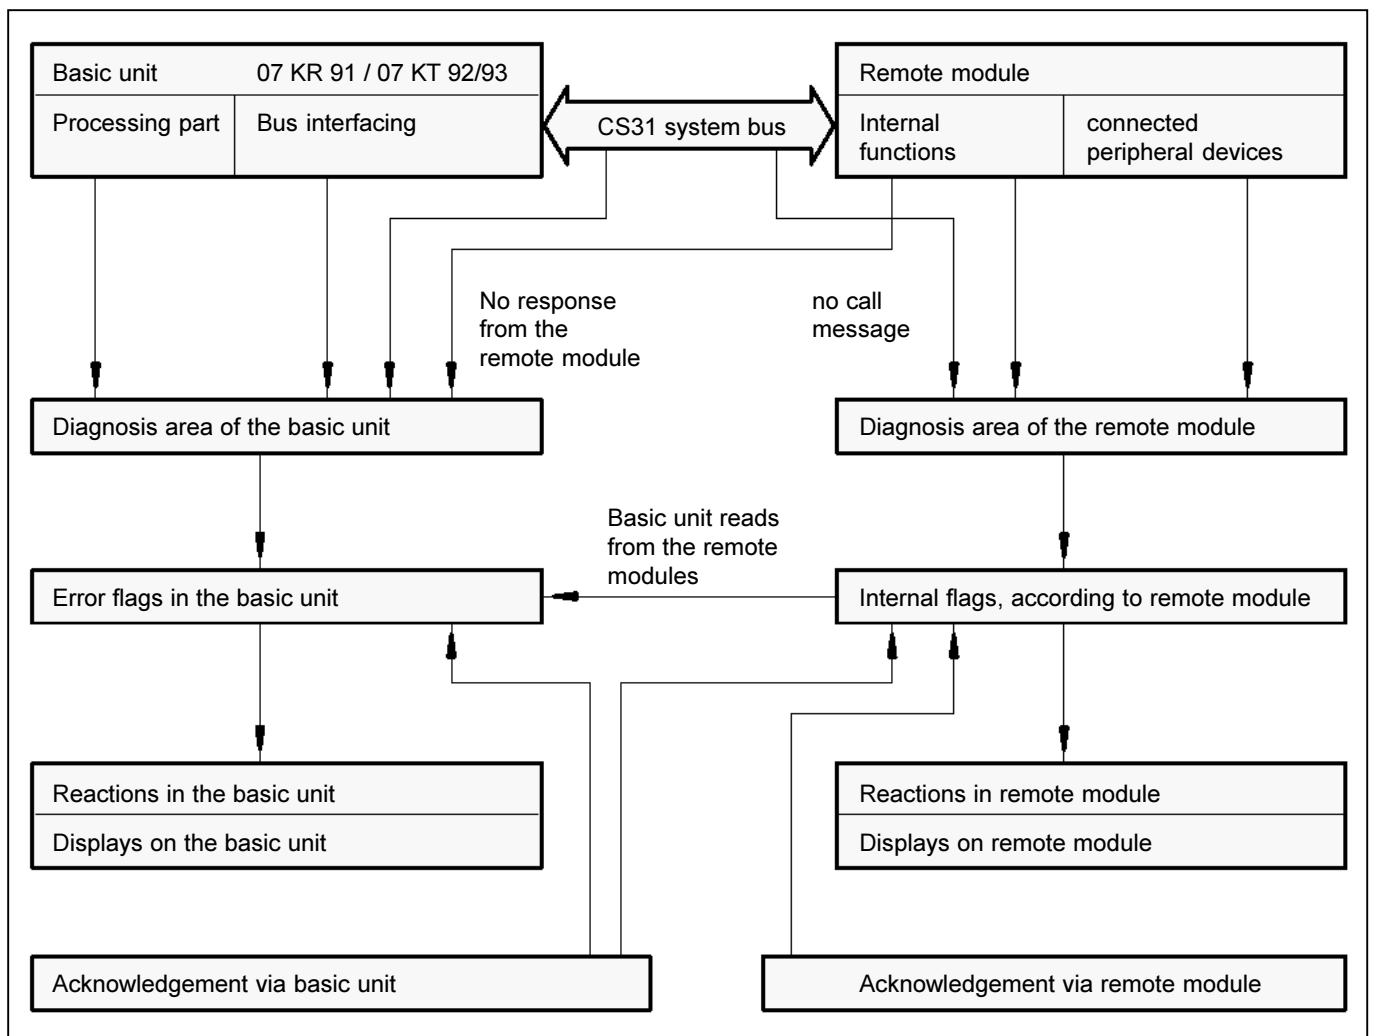 Basic unit 07 KR 91 / 07 KT 92/93
Processing part
Bus interfacing
CS31 system bus
Remote module
Internal
functions
connected
peripheral devices
No response
from the
remote module
no call
message
Diagnosis area of the basic unit
Diagnosis area of the remote module
Basic unit reads
from the remote
modules
Error flags in the basic unit
Internal flags, according to remote module
Reactions in the basic unit
Displays on the basic unit
Reactions in remote module
Displays on remote module
Acknowledgement via basic unit
Acknowledgement via remote module